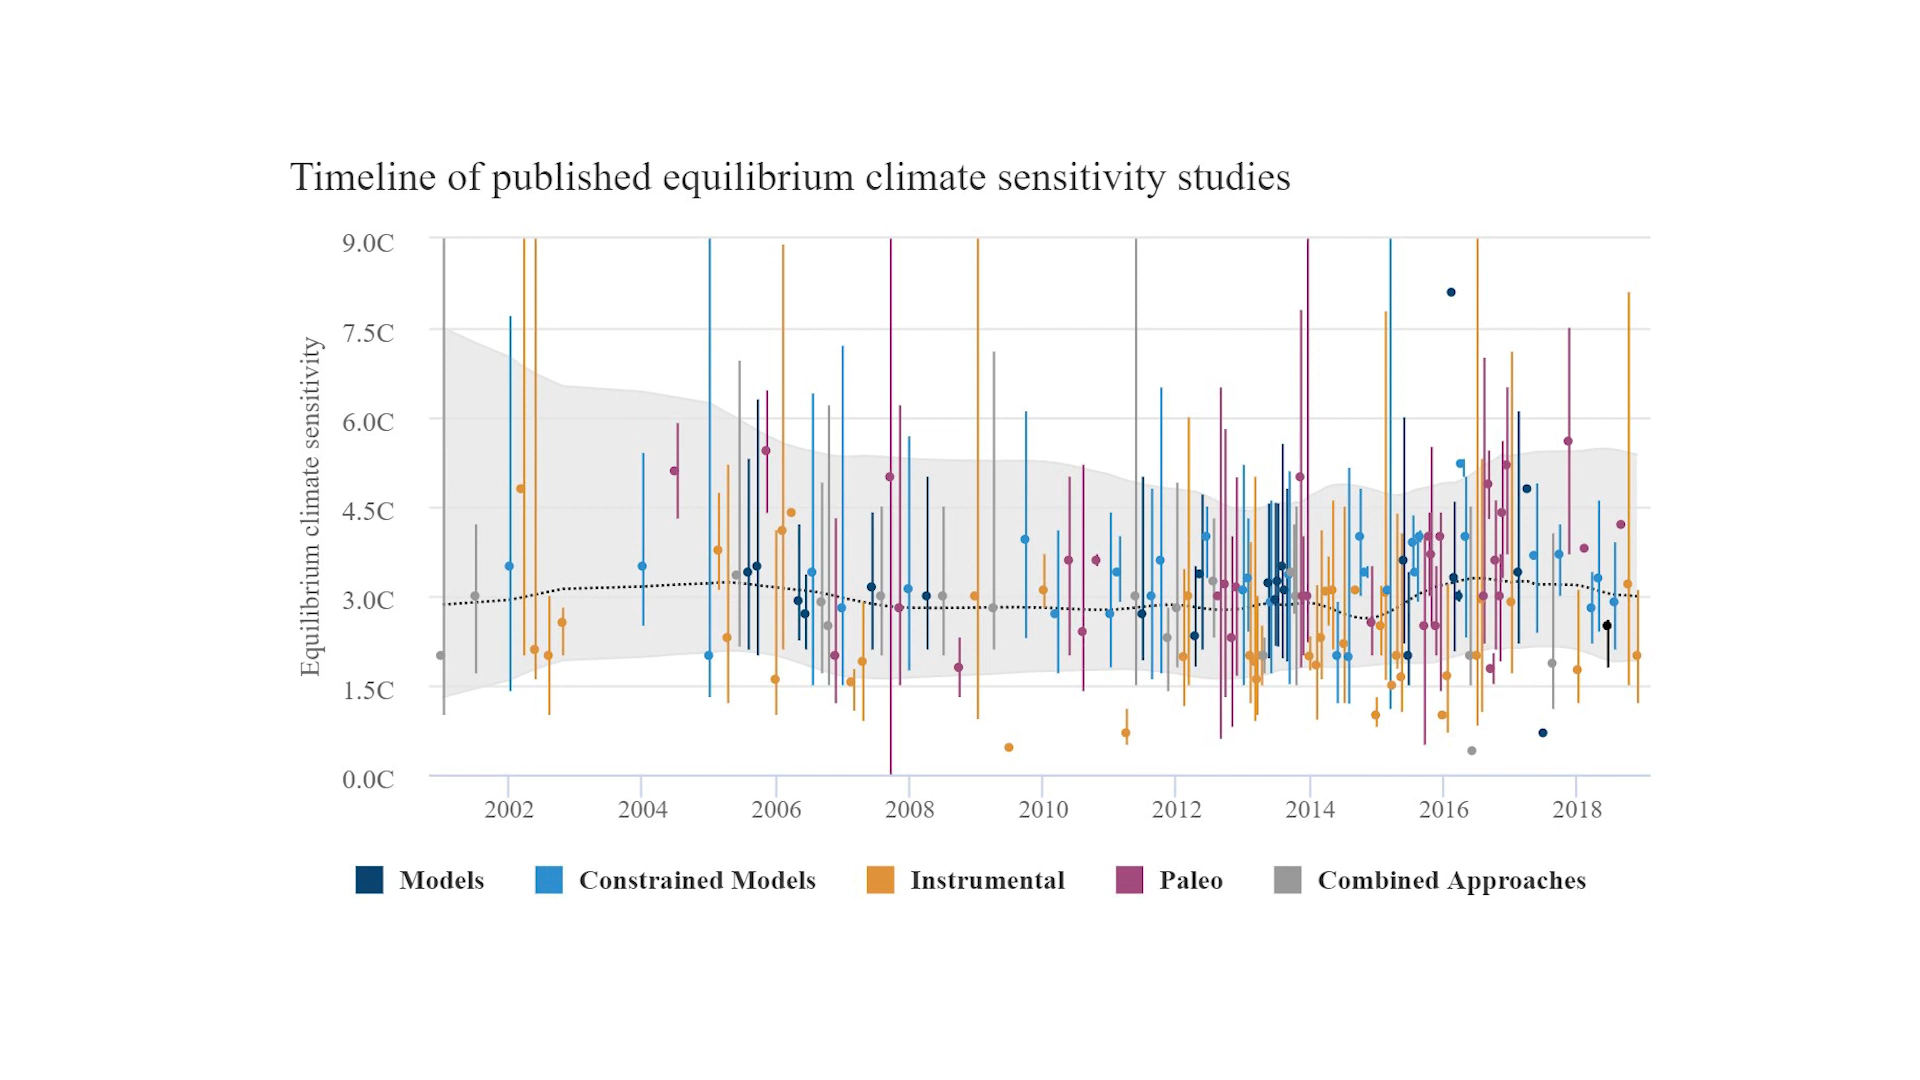 Timeline of published equilibrium climate sensitivity studies
Equilibrium climate sensitivity
9.0C
7.5C
6.0C
4.5C
3.0C
1.5C
0.0C
2002 2004 2006 2008 2010 2012 2014 2016 2018
Models Constrained Models Instrumental Paleo Combined Approaches